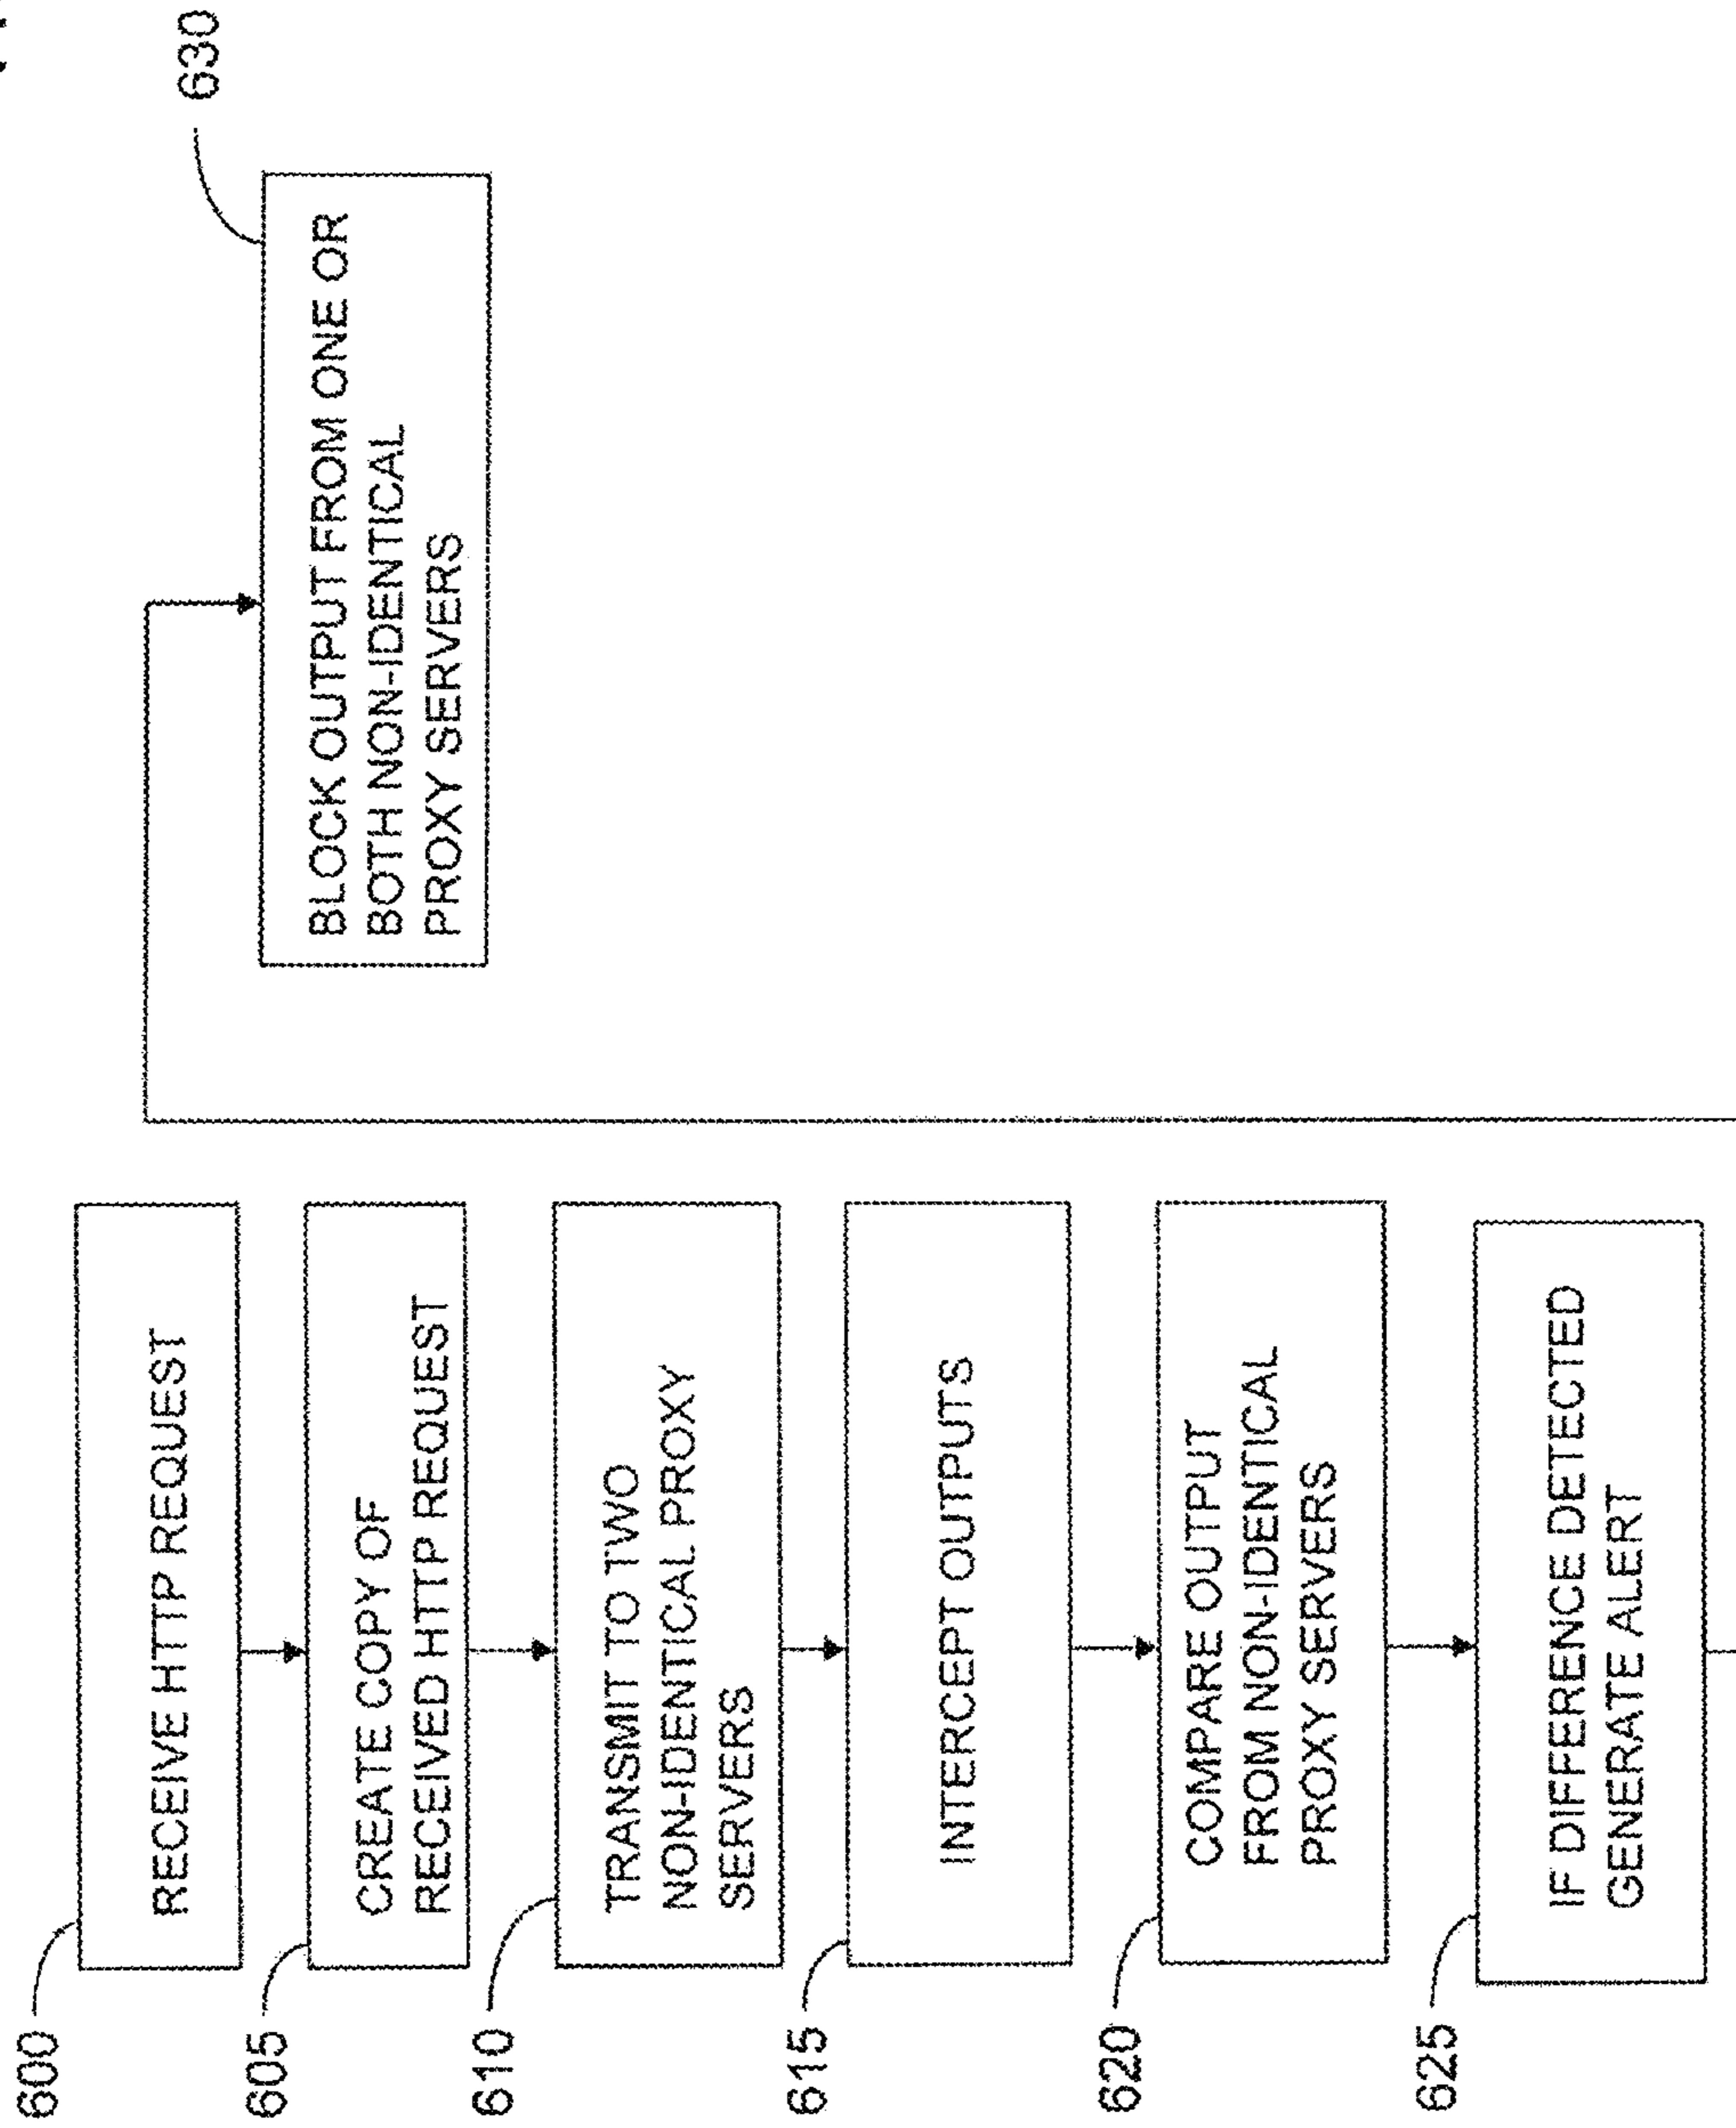 600
RECEIVE HTTP REQUEST
605
CREATE COPY OF
RECEIVED HTTP REQUEST
610
TRANSMIT TO TWO
NON-IDENTICAL PROXY
SERVERS
615
INTERCEPT OUTPUTS
620
COMPARE OUTPUT
FROM NON-IDENTICAL
PROXY SERVERS
625
IF DIFFERENCE DETECTED
GENERATE ALERT
630
BLOCK OUTPUT FROM ONE OR
BOTH NON-IDENTICAL
PROXY SERVERS